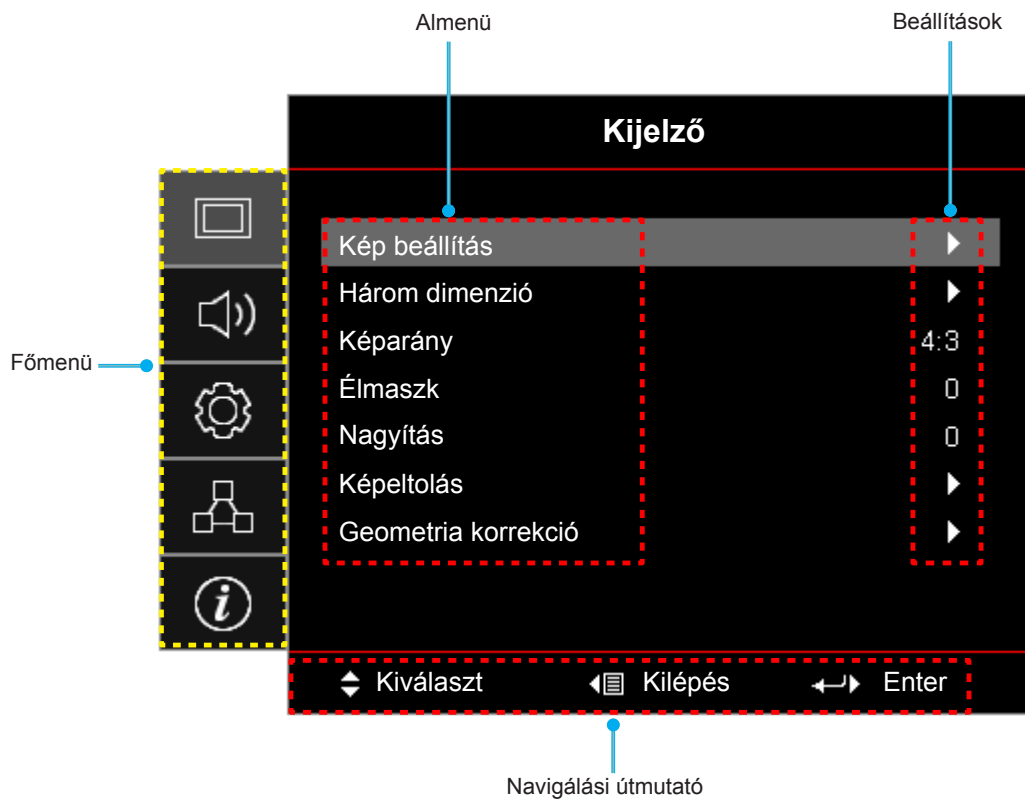 Almenü
Beállítások
Kijelző
Kép beállítás
Három dimenzió
Képarány 4:3
Főmenü
Élmaszk 0
Nagyítás 0
Képeltolás
Geometria korrekció
i
Kiválaszt Kilépés Enter
Navigálási útmutató